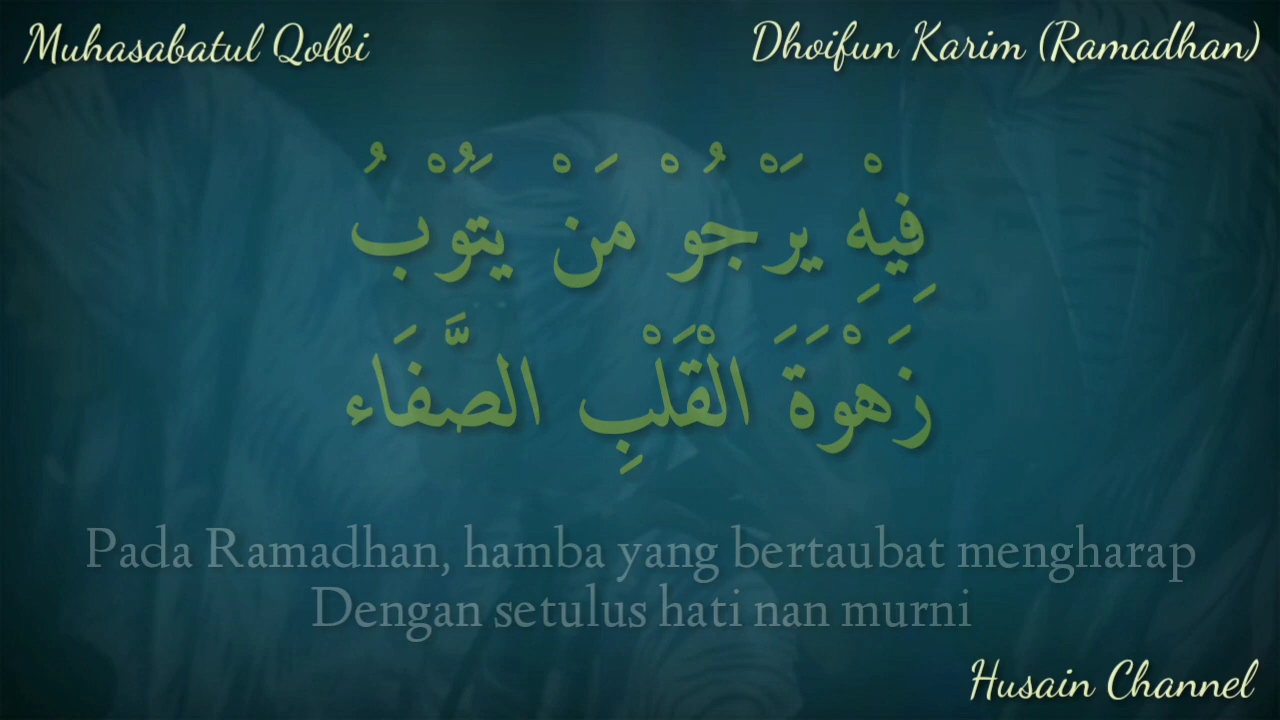 Muhasabatul Qolbi
Dhoifun Karim (Ramadhan)
فِيْهِ يَرْجُوْ مَنْ يَتُوْبُ
زَهْوَةَ الْقَلْبِ الصَّفَاء
Pada Ramadhan, hamba yang bertaubat mengharap
Dengan setulus hati nan murni
Husain Channel